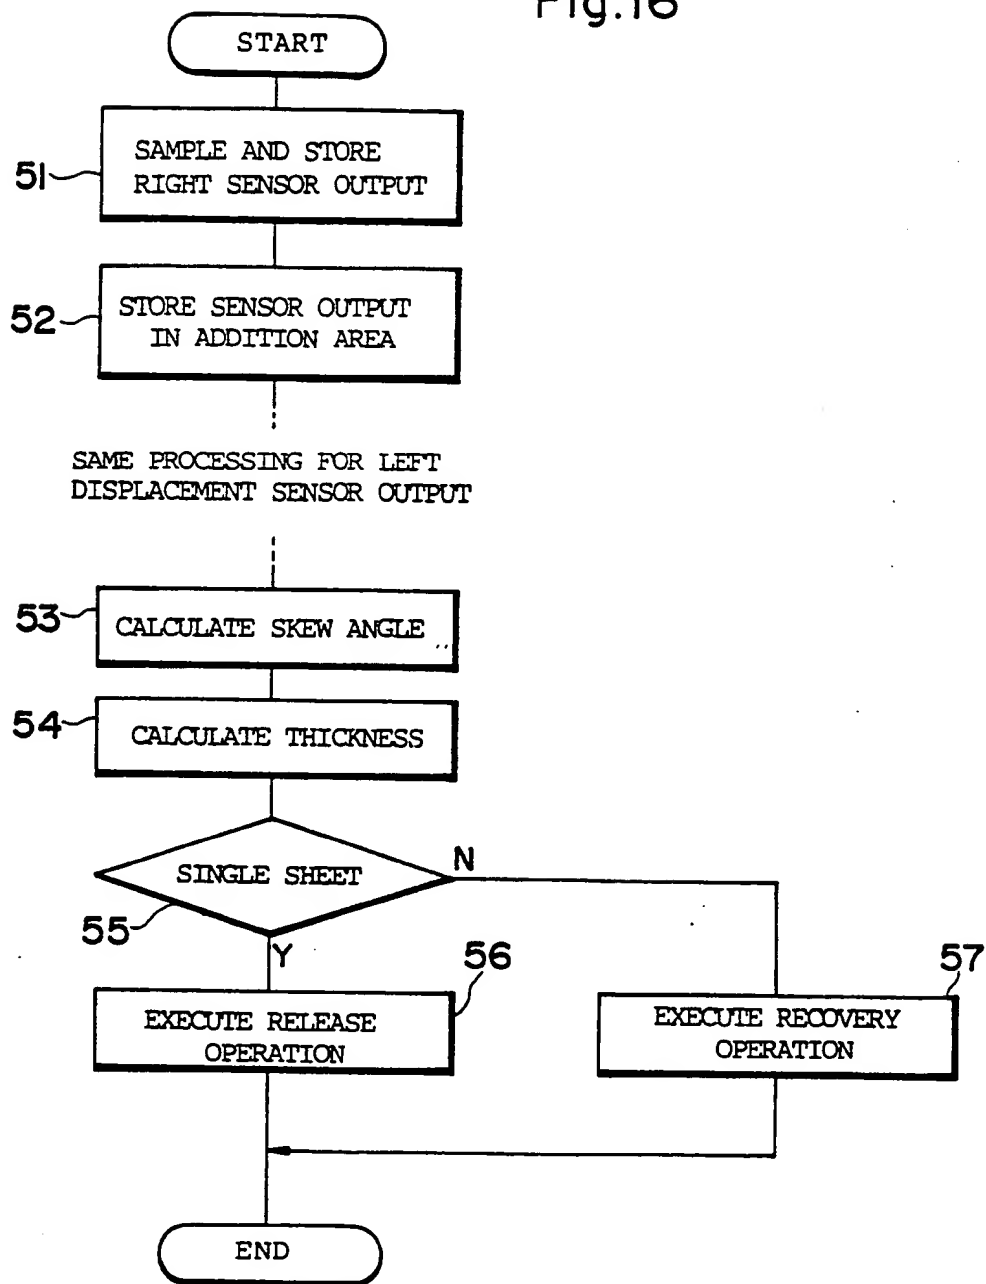 Fig.16
START
51
SAMPLE AND STORE
RIGHT SENSOR OUTPUT
52
STORE SENSOR OUTPUT
IN ADDITION AREA
SAME PROCESSING FOR LEFT
DISPLACEMENT SENSOR OUTPUT
53
CALCULATE SKEW ANGLE
54
CALCULATE THICKNESS
SINGLE SHEET
N
55
Y
56
57
EXECUTE RELEASE
OPERATION
EXECUTE RECOVERY
OPERATION
END